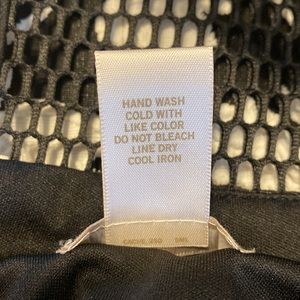 HAND WASH
COLD WITH
LIKE COLOR
DO NOT BLEACH
LINE DRY
COOL IRON